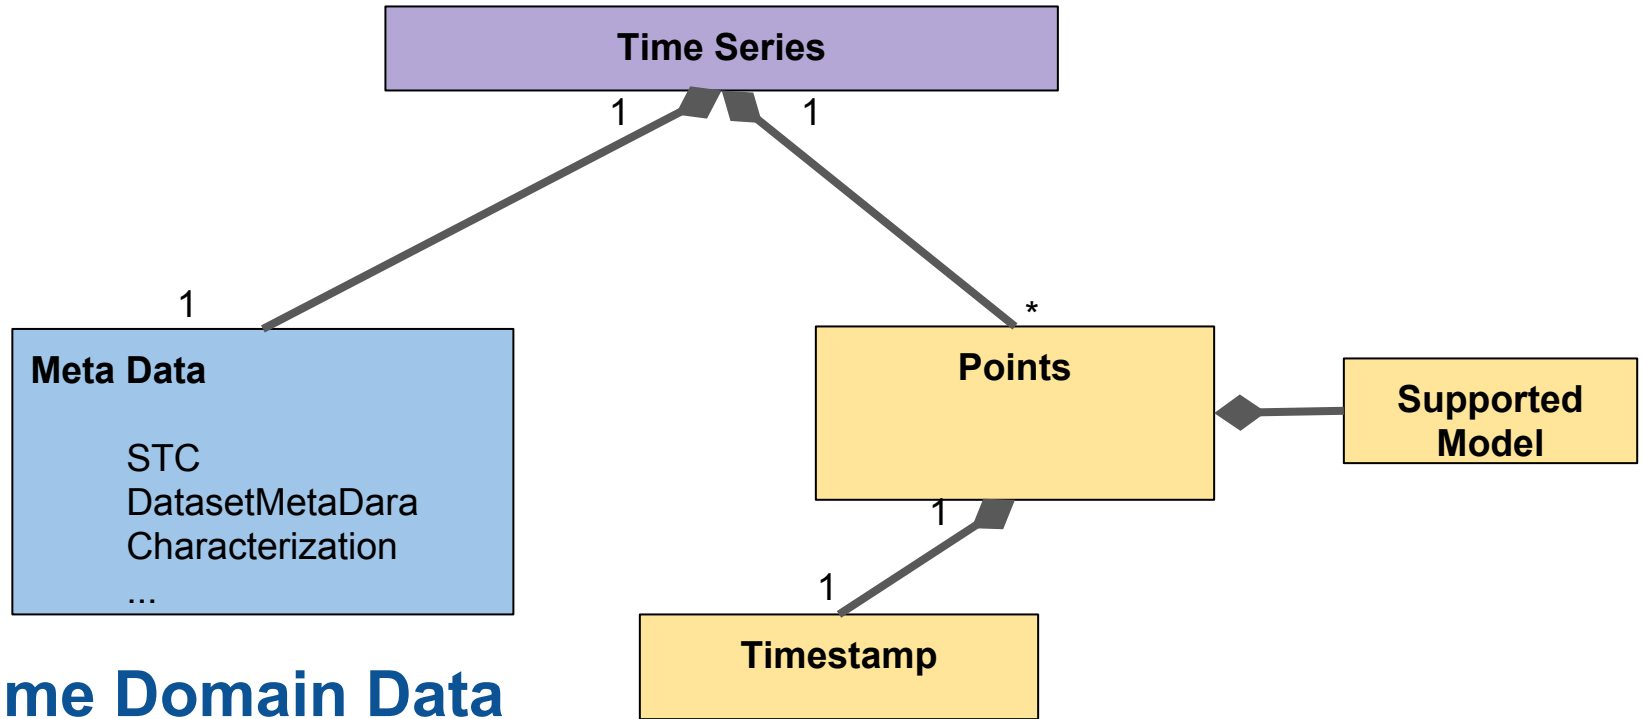 Time Series
1
1
1
*
Meta Data
STC
DatasetMetaDara
Characterization
...
Points
Supported
Model
1
1
Timestamp
me Domain Data